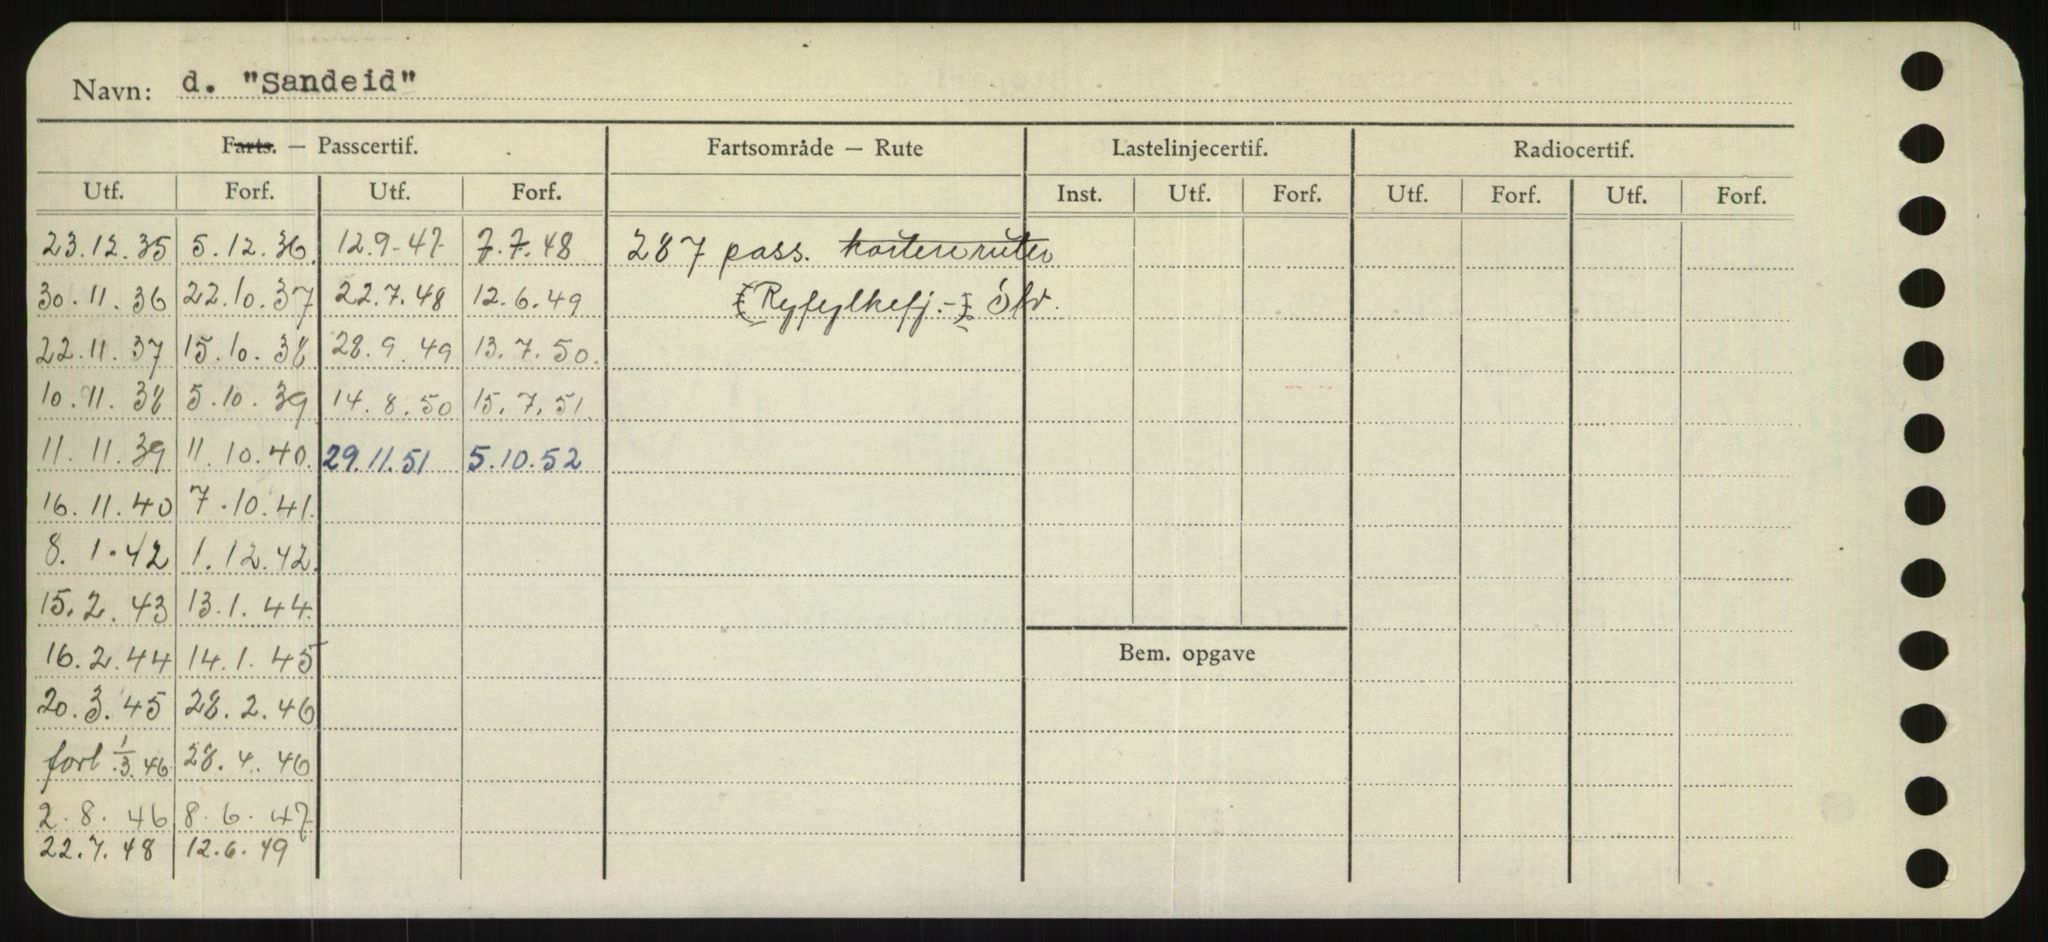 Navn: d. "Sandeid"
Farts. — Passcertif. Fartsområde — Rute Lastelinjecertif. Radiocertif.
Utf. Forf. Utf. Forf. Inst. Utf. Forf. Utf. Forf. Utf. Forf.
23.12.35 5.12.36. 12.9-47 7.7.48 287 pass. kortere ruter
30.11.36 22.10.37 22.7.48 12.6.49 (Ryfylkefj.-)
22.11.37 15.10.38 28.9.49 13.7.50.
10.11.38 5.10.39 14.8.50 15.7.51.
11.11.39 11.10.40. 29.11.51 5.10.52
16.11.40 7.10.41.
8.1.42 1.12.42.
15.2.43 13.1.44.
16.2.44 14.1.45
Bem. opgave
20.3.45 28.2.46
forl 1/3.46 28.4.46
2.8.46 8.6.47
22.7.48 12.6.49